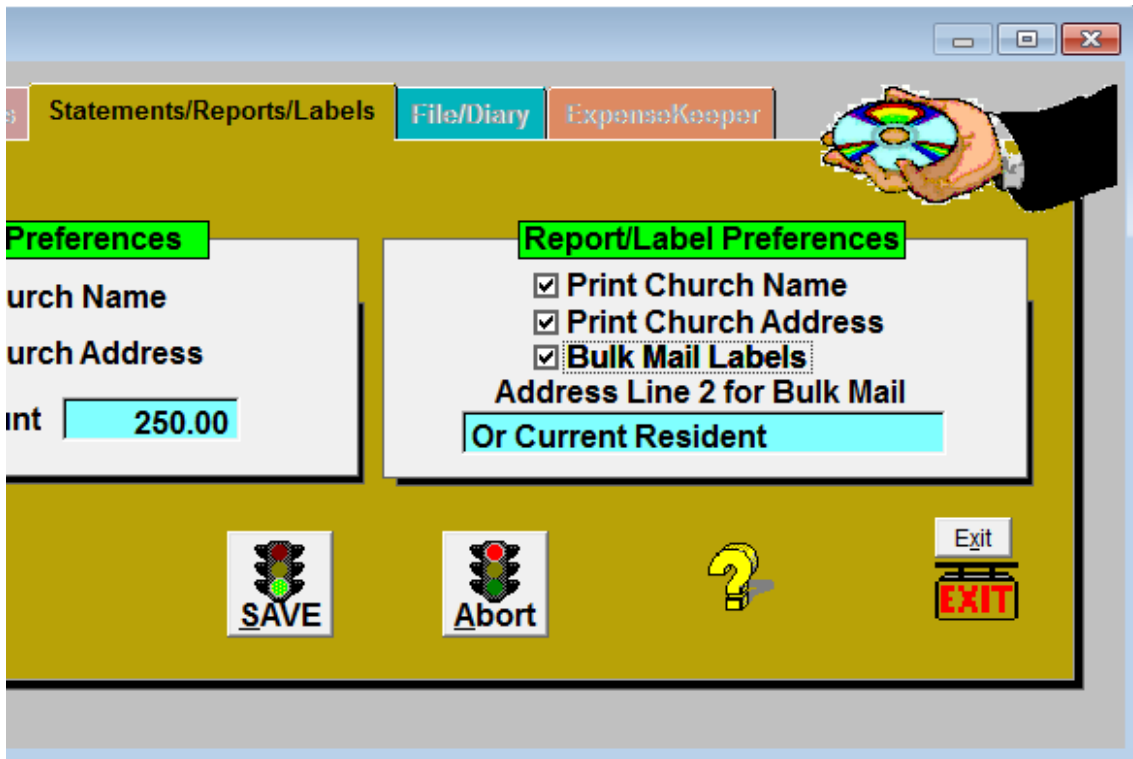 s
Statements/Reports/Labels
File/Diary
ExpenseKeeper
Preferences
urch Name
urch Address
unt
250.00
Report/Label Preferences
Print Church Name
Print Church Address
Bulk Mail Labels
Address Line 2 for Bulk Mail
Or Current Resident
SAVE
Abort
Exit
EXIT